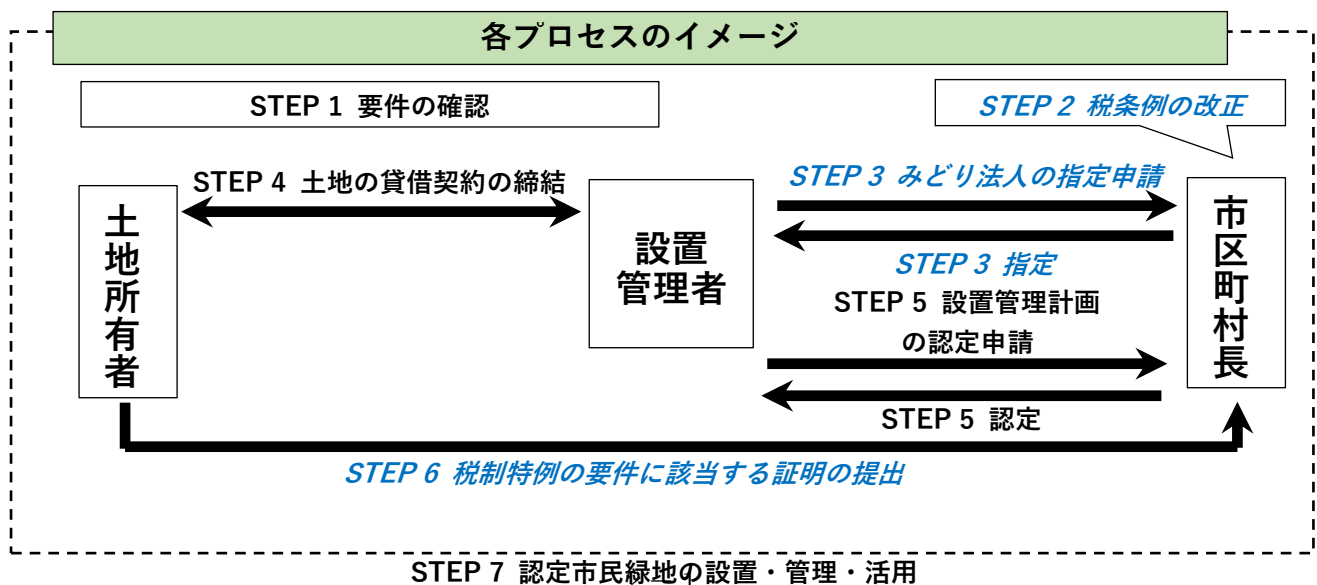 各プロセスのイメージ
STEP 1 要件の確認
STEP 2 税条例の改正
STEP 4 土地の貸借契約の締結
STEP 3 みどり法人の指定申請
土地所有者
設置
管理者
市区町村長
STEP 3 指定
STEP 5 設置管理計画
の認定申請
STEP 5 認定
STEP 6 税制特例の要件に該当する証明の提出
STEP 7 認定市民緑地の設置・管理・活用